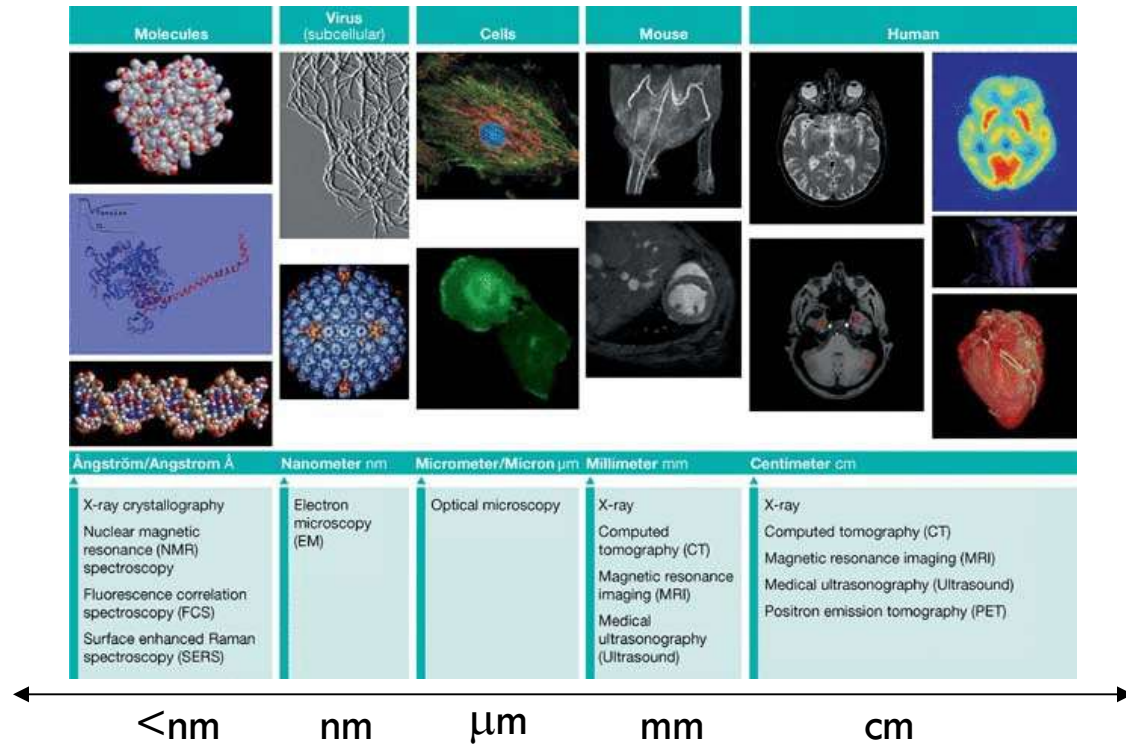 Molecules
Virus
(subcellular)
Cells
Mouse
Human
Ångström/Angstrom Å
Nanometer nm
Micrometer/Micron µm
Millimeter mm
Centimeter cm
X-ray crystallography
Nuclear magnetic
resonance (NMR)
spectroscopy
Fluorescence correlation
spectroscopy (FCS)
Surface enhanced Raman
spectroscopy (SERS)
Electron
microscopy
(EM)
Optical microscopy
X-ray
Computed
tomography (CT)
Magnetic resonance
imaging (MRI)
Medical
ultrasonography
(Ultrasound)
X-ray
Computed tomography (CT)
Magnetic resonance imaging (MRI)
Medical ultrasonography (Ultrasound)
Positron emission tomography (PET)
<nm
nm
µm
mm
cm